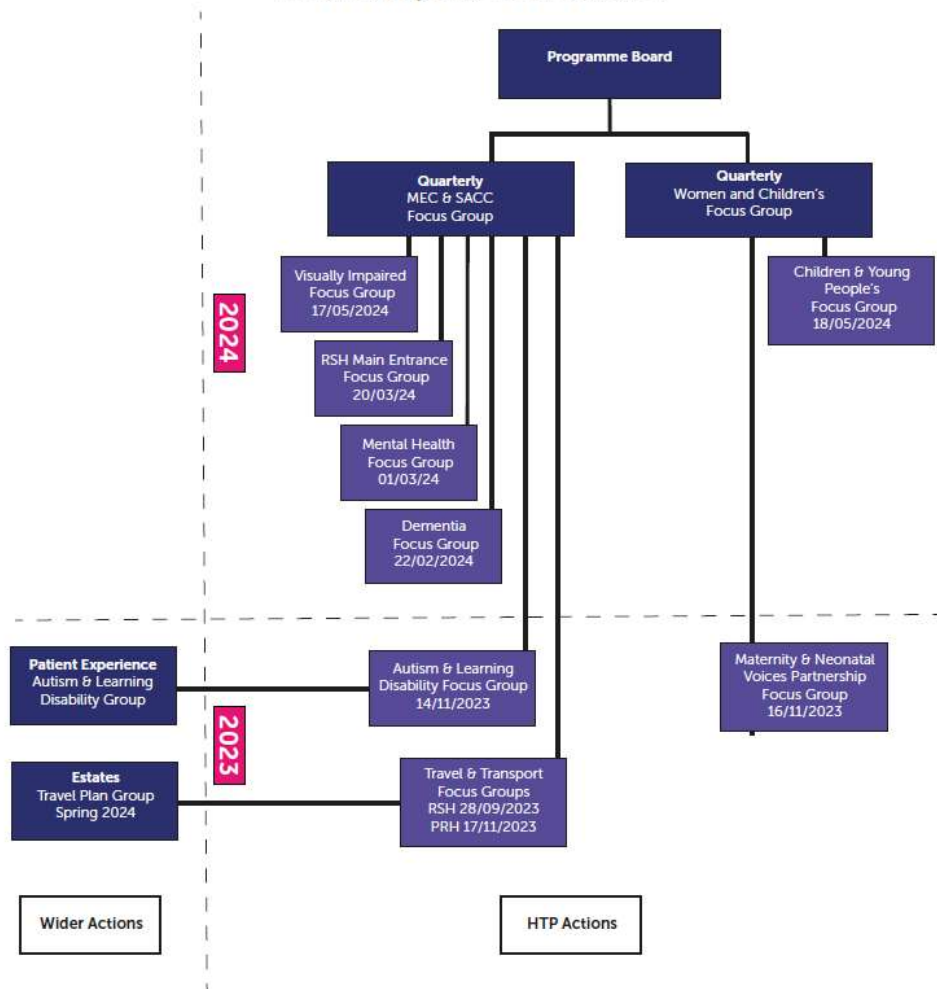 Programme Board
Quarterly
MEC & SACC
Focus Group
Quarterly
Women and Children's
Focus Group
Visually Impaired
Focus Group
17/05/2024
Children & Young
People's
Focus Group
18/05/2024
2024
RSH Main Entrance
Focus Group
20/03/24
Mental Health
Focus Group
01/03/24
Dementia
Focus Group
22/02/2024
Patient Experience
Autism & Learning
Disability Group
Autism & Learning
Disability Focus Group
14/11/2023
Maternity & Neonatal
Voices Partnership
Focus Group
16/11/2023
2023
Estates
Travel Plan Group
Spring 2024
Travel & Transport
Focus Groups
RSH 28/09/2023
PRH 17/11/2023
Wider Actions
HTP Actions